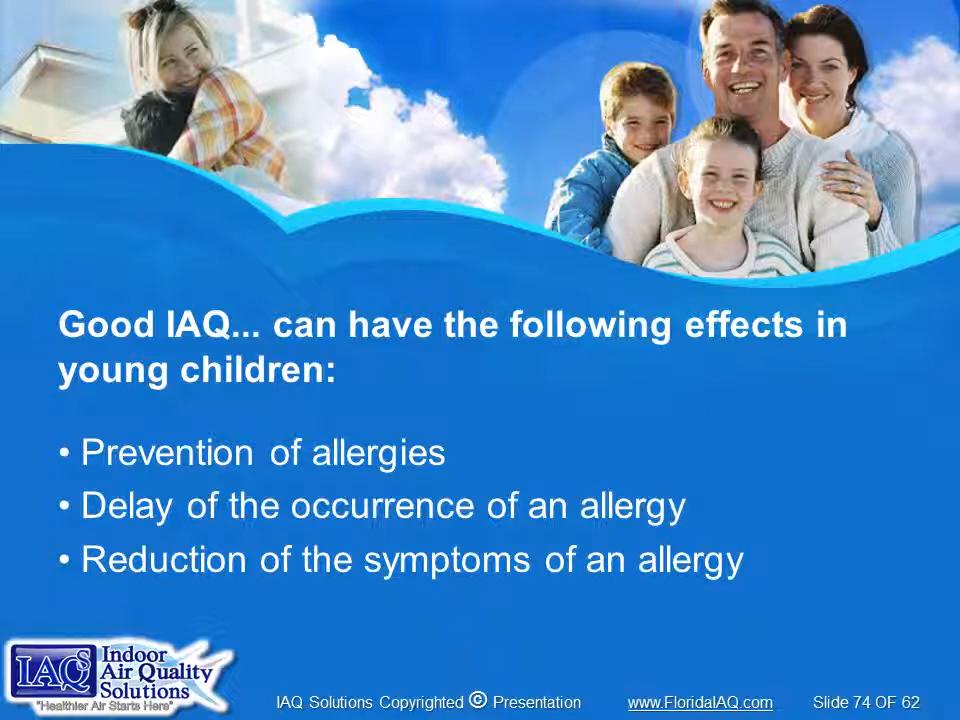 Good IAQ... can have the following effects in
young children:
• Prevention of allergies
• Delay of the occurrence of an allergy
• Reduction of the symptoms of an allergy
IAQS Indoor
Air Quality
Solutions
"Healthier Air Starts Here"
IAQ Solutions Copyrighted © Presentation www.FloridaIAQ.com Slide 74 OF 62